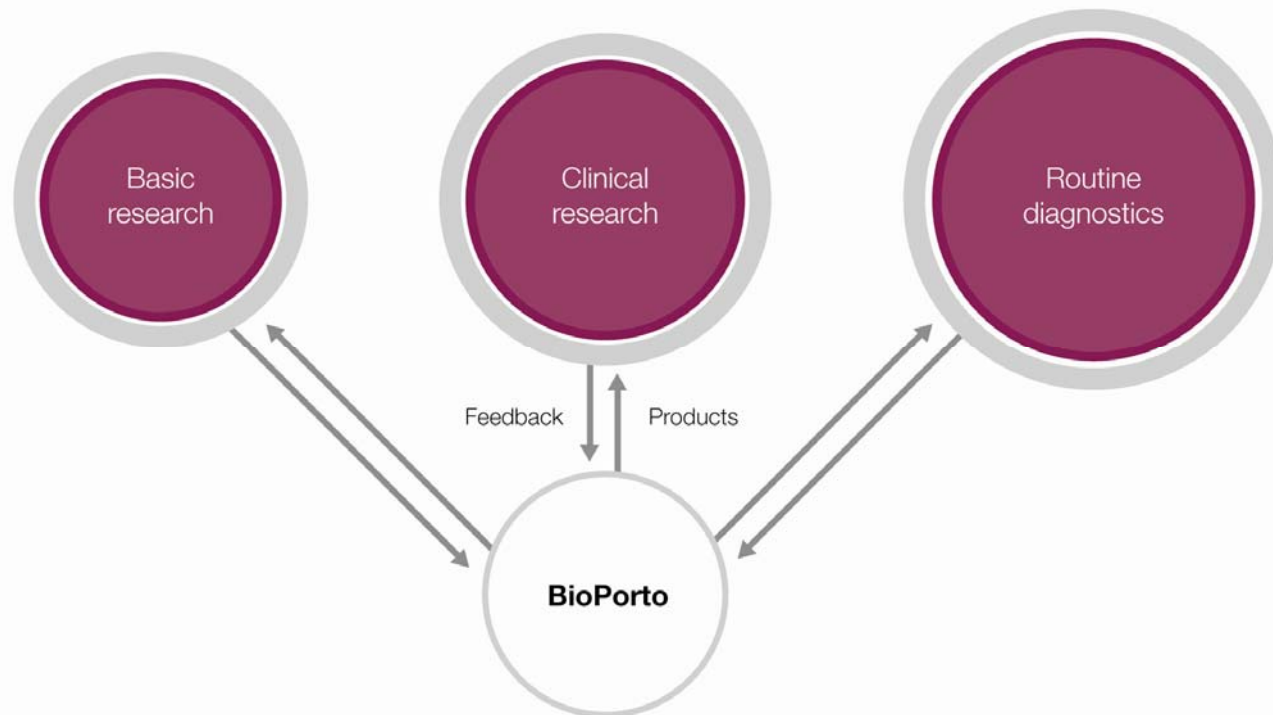 Basic
research
Clinical
research
Routine
diagnostics
Feedback
Products
BioPorto